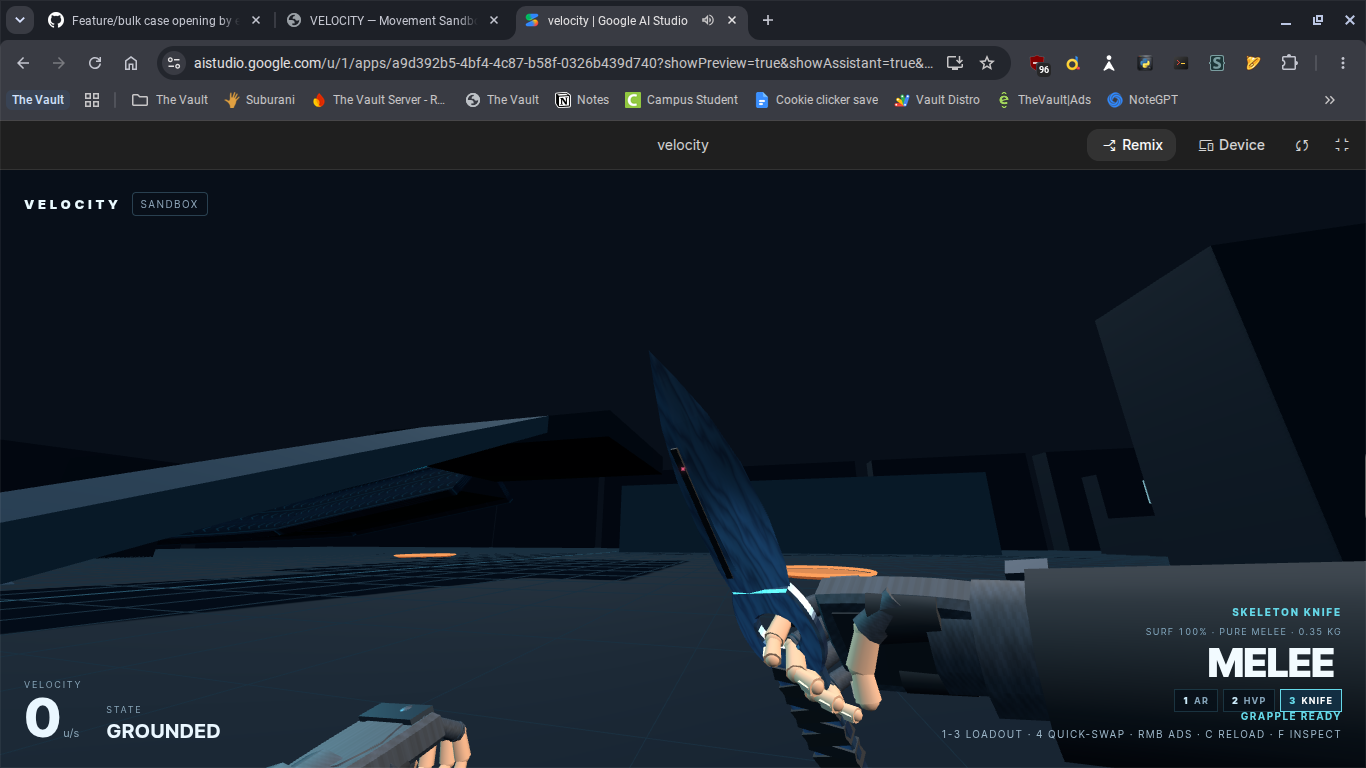 Feature/bulk case opening by
VELOCITY — Movement Sandb
velocity | Google AI Studio
aistudio.google.com/u/1/apps/a9d392b5-4bf4-4c87-b58f-0326b439d740?showPreview=true&showAssistant=true&...
96
The Vault
The Vault
Suburani
The Vault Server - R...
The Vault
Notes
Campus Student
Cookie clicker save
Vault Distro
TheVault|Ads
NoteGPT
»
velocity
Remix
Device
VELOCITY
SANDBOX
SKELETON KNIFE
SURF 100% · PURE MELEE · 0.35 KG
MELEE
1 AR
2 HVP
3 KNIFE
GRAPPLE READY
1-3 LOADOUT · 4 QUICK-SWAP · RMB ADS · C RELOAD · F INSPECT
VELOCITY
0 u/s
STATE
GROUNDED